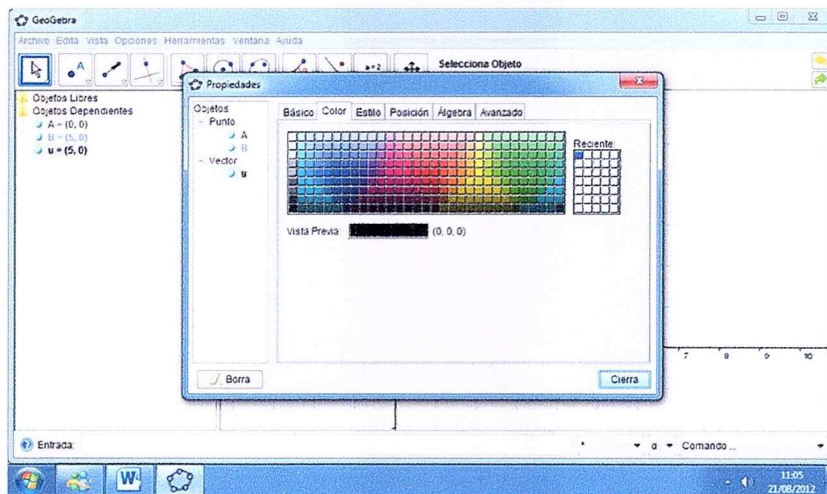 GeoGebra
Archivo Edita Vista Opciones Herramientas Ventana Ayuda
A
a=2
Selecciona Objeto
Propiedades
Objetos Libres
Objetos Dependientes
A = (0, 0)
B = (5, 0)
u = (5, 0)
Objetos
Punto
A
B
Vector
u
Básico Color Estilo Posición Álgebra Avanzado
Reciente:
Vista Previa: (0, 0, 0)
Borra
Cierra
7 8 9 10
Entrada:
α
Comando ...
W
11:05
21/08/2012